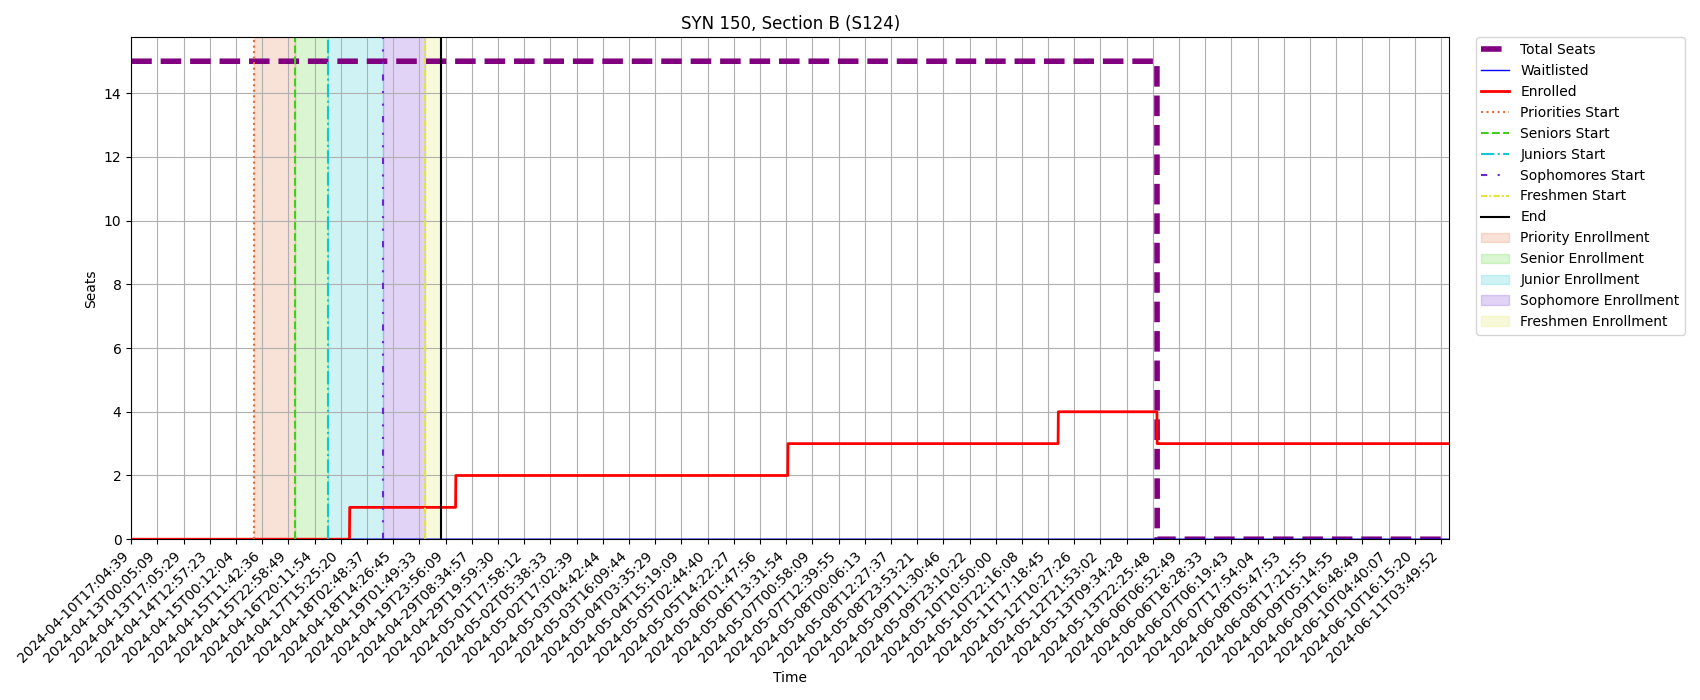 SYN 150, Section B (S124)
Total Seats
Waitlisted
Enrolled
Priorities Start
Seniors Start
Juniors Start
Sophomores Start
Freshmen Start
End
Priority Enrollment
Senior Enrollment
Junior Enrollment
Sophomore Enrollment
Freshmen Enrollment
14
12
10
8
6
4
2
0
Seats
2024-04-10T17:04:39
2024-04-13T00:05:09
2024-04-13T17:05:29
2024-04-14T12:57:23
2024-04-15T00:12:04
2024-04-15T11:42:36
2024-04-15T22:58:49
2024-04-16T20:11:54
2024-04-17T15:25:20
2024-04-18T02:48:37
2024-04-18T14:26:45
2024-04-19T01:49:33
2024-04-19T23:56:09
2024-04-29T08:34:57
2024-04-29T19:59:30
2024-05-01T17:58:12
2024-05-02T05:38:33
2024-05-02T17:02:39
2024-05-03T04:42:44
2024-05-03T16:09:44
2024-05-04T03:35:29
2024-05-04T15:19:09
2024-05-05T02:44:40
2024-05-05T14:22:27
2024-05-06T01:47:56
2024-05-06T13:31:54
2024-05-07T00:58:09
2024-05-07T12:39:55
2024-05-08T00:06:13
2024-05-08T12:27:37
2024-05-08T23:53:21
2024-05-09T11:30:46
2024-05-09T23:10:22
2024-05-10T10:50:00
2024-05-10T22:16:08
2024-05-11T17:18:45
2024-05-12T10:27:26
2024-05-12T21:53:02
2024-05-13T09:34:28
2024-05-13T22:25:48
2024-06-06T06:52:49
2024-06-06T18:28:33
2024-06-07T06:19:43
2024-06-07T17:54:04
2024-06-08T05:47:53
2024-06-08T17:21:55
2024-06-09T05:14:55
2024-06-09T16:48:49
2024-06-10T04:40:07
2024-06-10T16:15:20
2024-06-11T03:49:52
Time